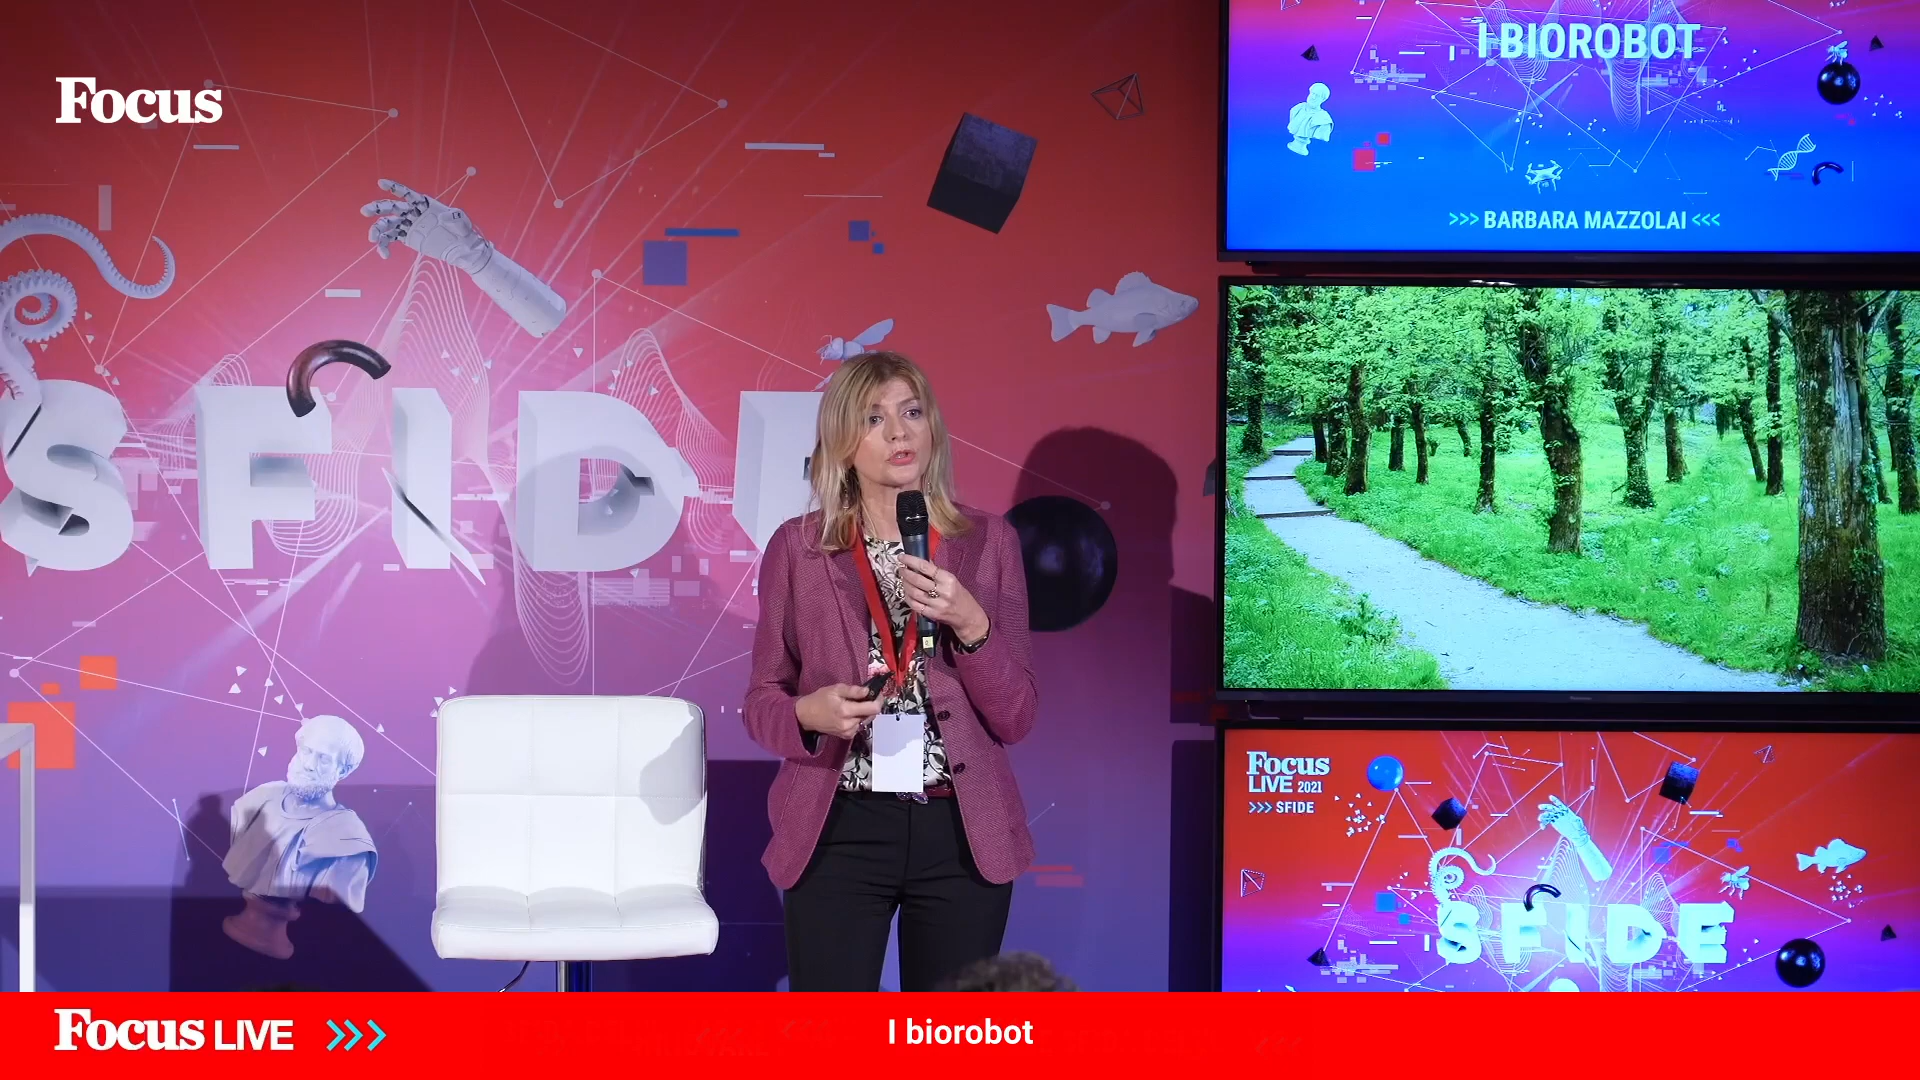 Focus
I BIOROBOT
>>> BARBARA MAZZOLAI <<<
SFIDE
Focus
LIVE 2021
>>> SFIDE
SFIDE
Focus LIVE >>> I biorobot